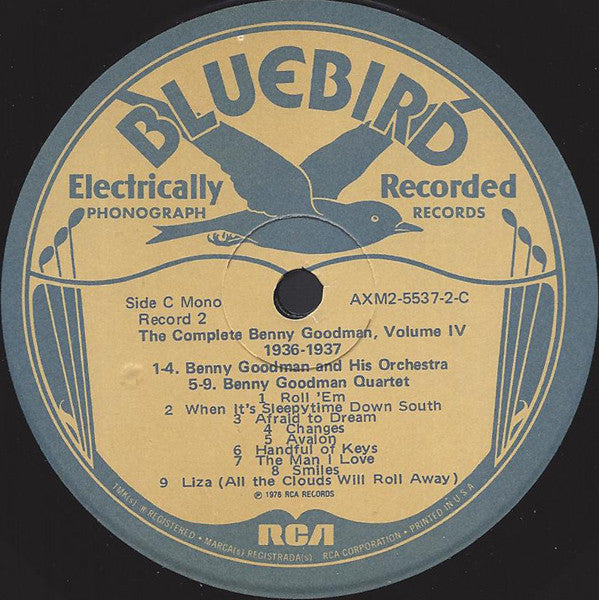 BLUEBIRD
Electrically Recorded
PHONOGRAPH RECORDS
Side C Mono AXM2-5537-2-C
Record 2
The Complete Benny Goodman, Volume IV
1936-1937
1-4. Benny Goodman and His Orchestra
5-9. Benny Goodman Quartet
1 Roll 'Em
2 When It's Sleepytime Down South
3 Afraid to Dream
4 Changes
5 Avalon
6 Handful of Keys
7 The Man I Love
8 Smiles
9 Liza (All the Clouds Will Roll Away)
℗ 1976 RCA RECORDS
TMK(s) ® REGISTERED • MARCA(s) REGISTRADA(s) RCA CORPORATION • PRINTED IN U.S.A
RCA